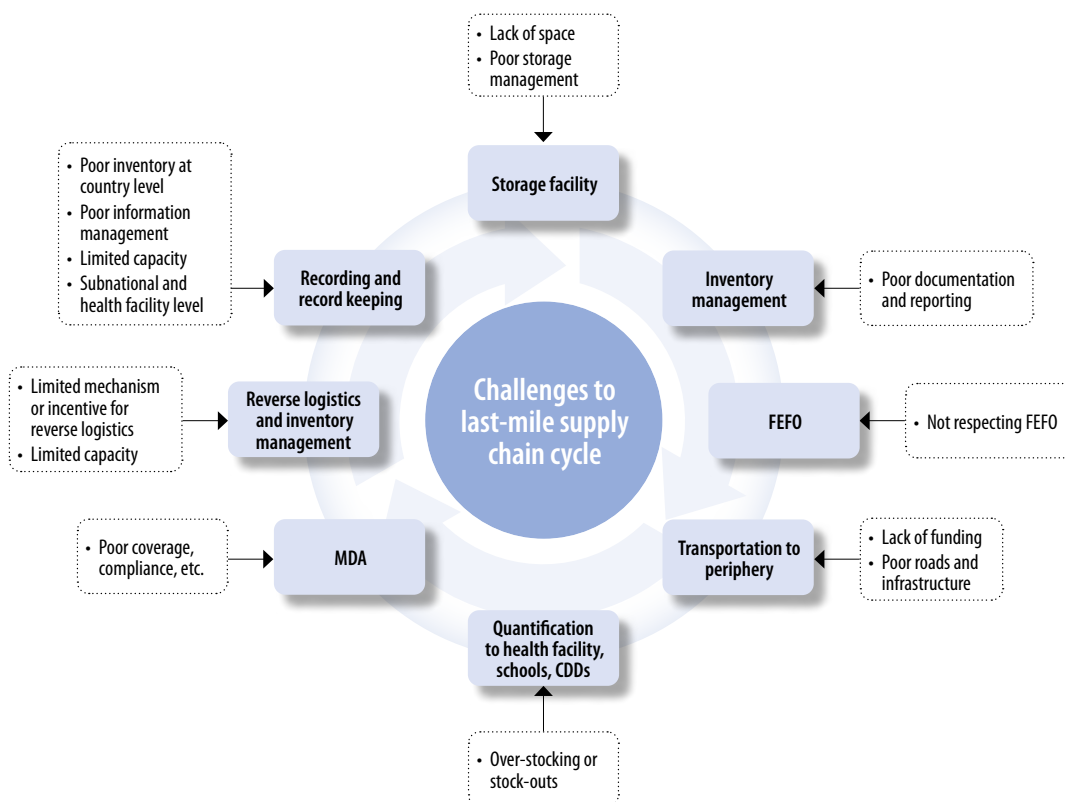 • Lack of space
• Poor storage
management
Storage facility
• Poor inventory at
country level
• Poor information
management
• Limited capacity
• Subnational and
health facility level
Recording and
record keeping
Inventory
management
• Poor documentation
and reporting
Challenges to
last-mile supply
chain cycle
• Limited mechanism
or incentive for
reverse logistics
• Limited capacity
Reverse logistics
and inventory
management
FEFO
• Not respecting FEFO
• Poor coverage,
compliance, etc.
MDA
Transportation to
periphery
• Lack of funding
• Poor roads and
infrastructure
Quantification
to health facility,
schools, CDDs
• Over-stocking or
stock-outs